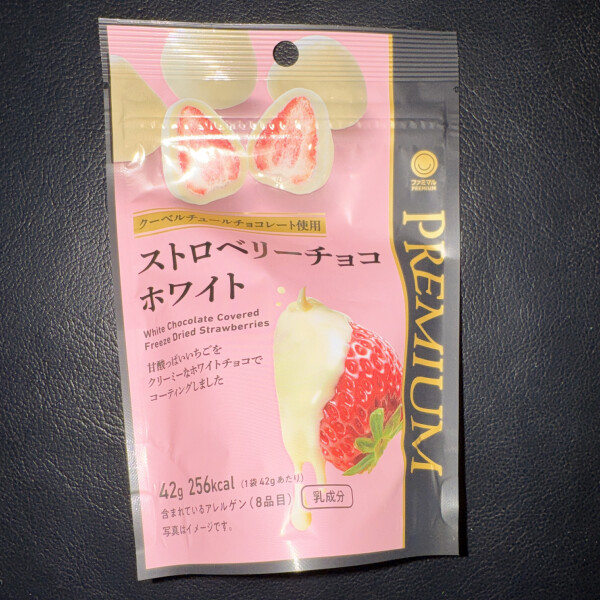 ファミマル
PREMIUM
PREMIUM
クーベルチュールチョコレート使用
ストロベリーチョコ
ホワイト
White Chocolate Covered
Freeze Dried Strawberries
甘酸っぱいいちごを
クリーミーなホワイトチョコで
コーティングしました
42g 256kcal (1袋42gあたり)
含まれているアレルゲン(8品目) 乳成分
写真はイメージです。